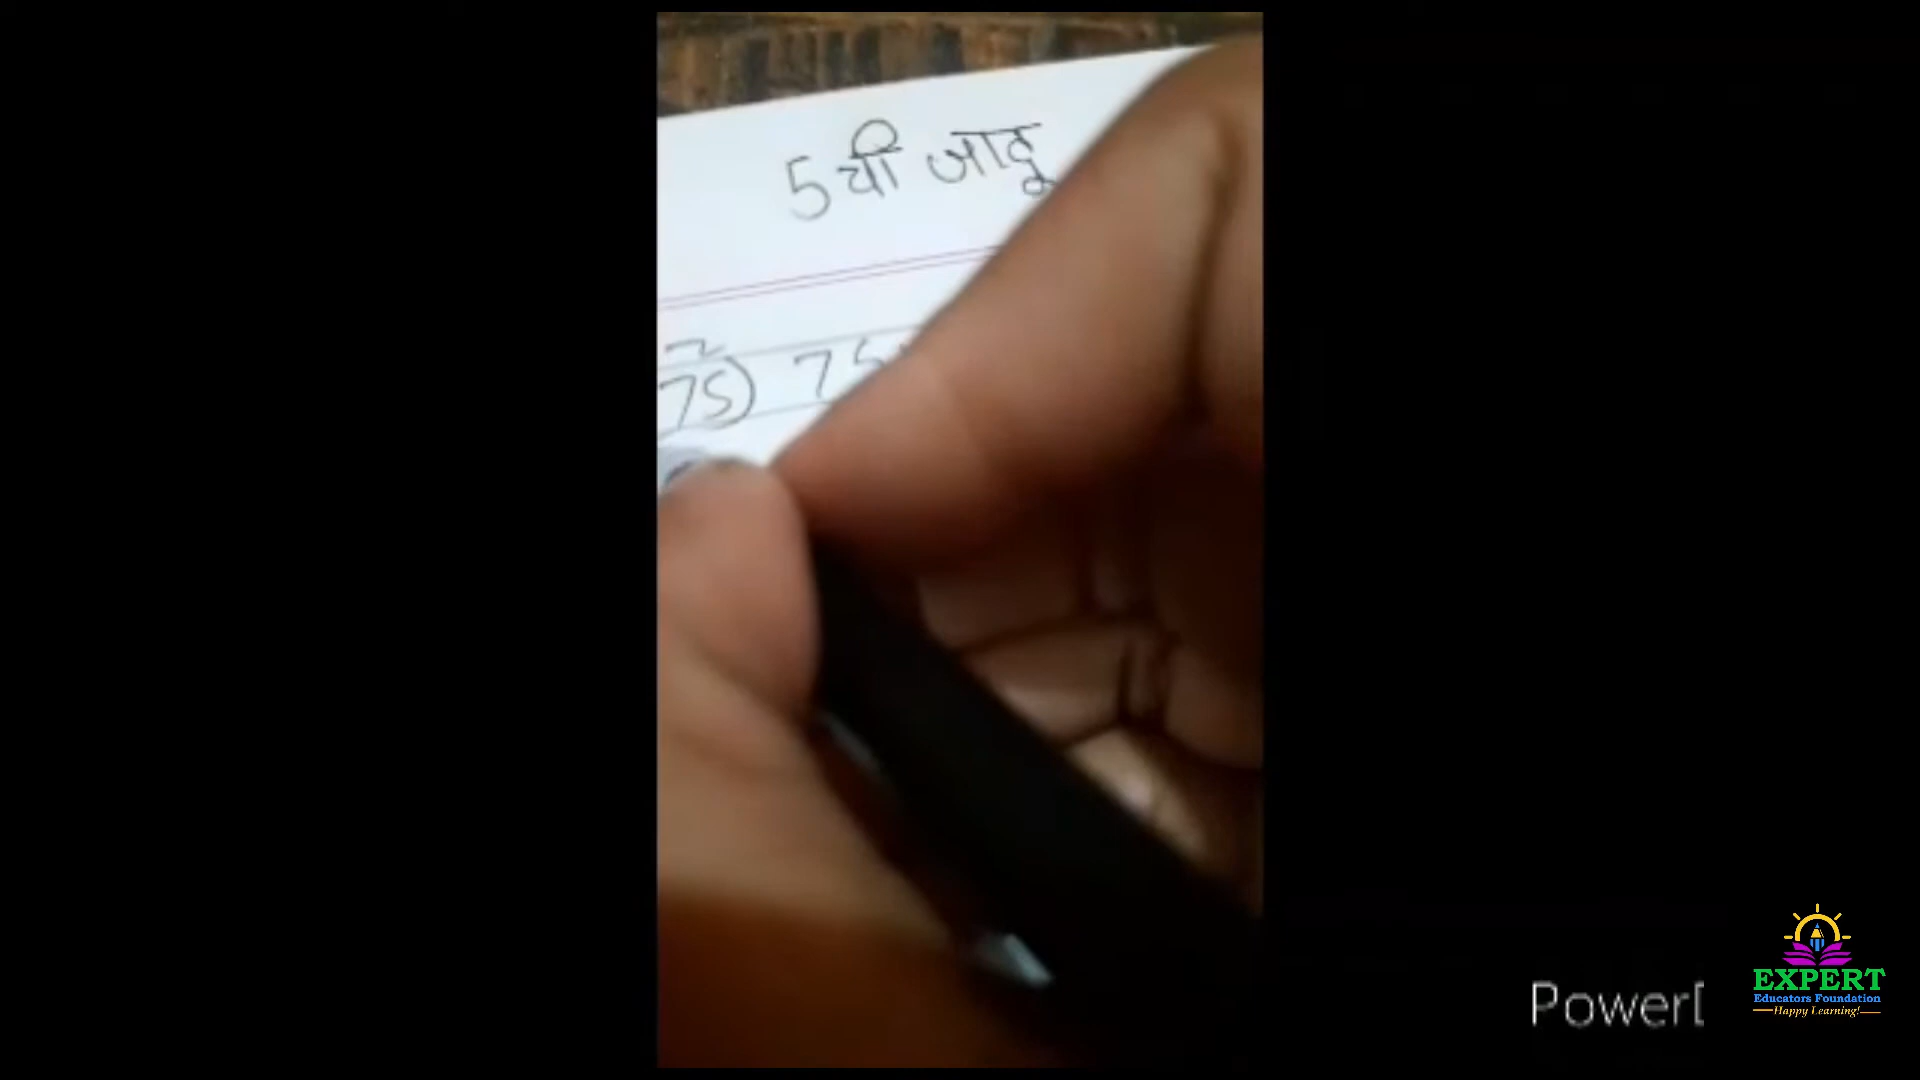 5ची जादू
75) 75
PowerD
EXPERT
Educators Foundation
Happy Learning!